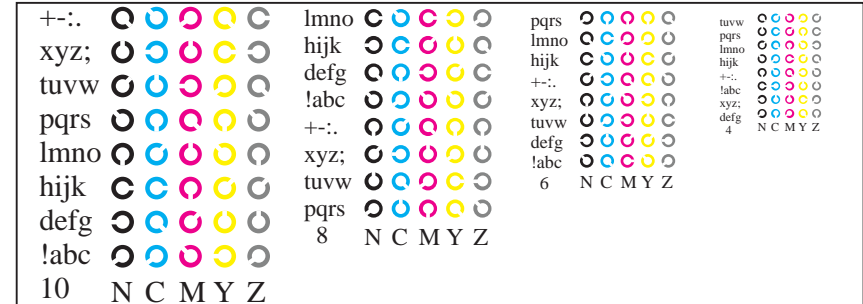 +-:.
xyz;
tuvw
pqrs
lmno
hijk
defg
!abc
10 N C M Y Z
lmno
hijk
defg
!abc
+-:.
xyz;
tuvw
pqrs
8 N C M Y Z
pqrs
lmno
hijk
+-:.
xyz;
tuvw
defg
!abc
6 N C M Y Z
tuvw
pqrs
lmno
hijk
+-:.
!abc
xyz;
defg
4 N C M Y Z